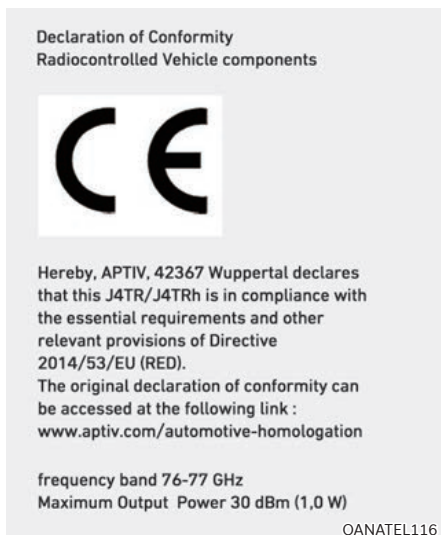 Declaration of Conformity
Radiocontrolled Vehicle components
CE
Hereby, APTIV, 42367 Wuppertal declares
that this J4TR/J4TRh is in compliance with
the essential requirements and other
relevant provisions of Directive
2014/53/EU (RED).
The original declaration of conformity can
be accessed at the following link :
www.aptiv.com/automotive-homologation
frequency band 76-77 GHz
Maximum Output Power 30 dBm (1,0 W)
OANATEL116